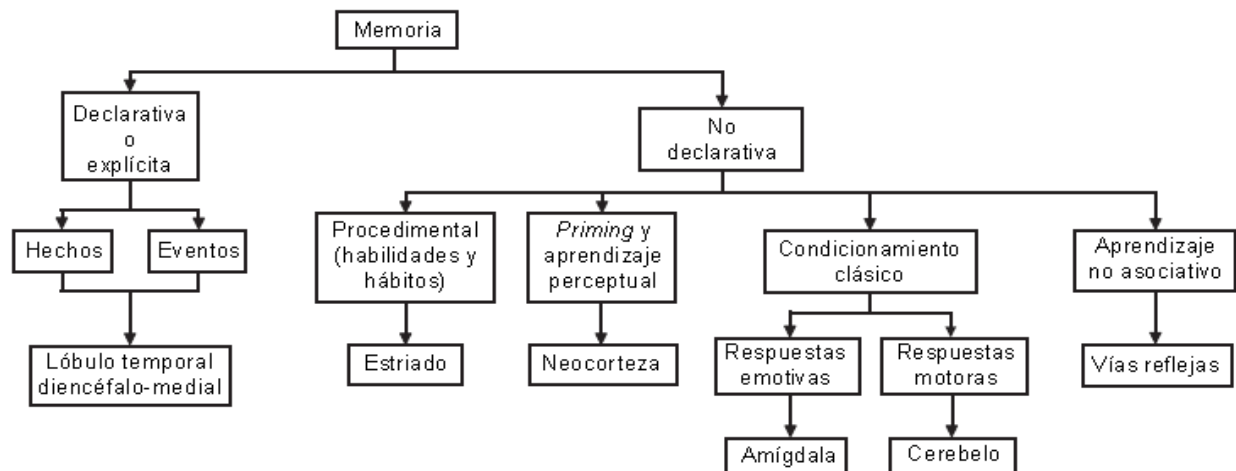 Memoria
Declarativa
o
explícita
No
declarativa
Hechos
Eventos
Procedimental
(habilidades y
hábitos)
Priming y
aprendizaje
perceptual
Condicionamiento
clásico
Aprendizaje
no asociativo
Lóbulo temporal
diencéfalo-medial
Estriado
Neocorteza
Respuestas
emotivas
Respuestas
motoras
Vías reflejas
Amígdala
Cerebelo